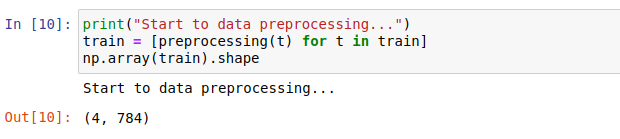 In [10]: print("Start to data preprocessing...")
train = [preprocessing(t) for t in train]
np.array(train).shape
Start to data preprocessing...
Out[10]: (4, 784)